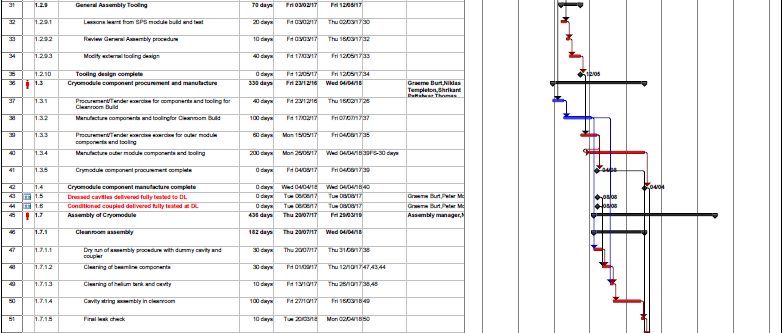 31 1.2.9 General Assembly Tooling 70 days Fri 03/02/17 Fri 12/05/17
32 1.2.9.1 Lessons learnt from SPS module build and test 20 days Fri 03/02/17 Thu 02/03/17 30
33 1.2.9.2 Review General Assembly procedure 10 days Fri 03/03/17 Thu 16/03/17 32
34 1.2.9.3 Modify external tooling design 40 days Fri 17/03/17 Fri 12/05/17 33
35 1.2.10 Tooling design complete 0 days Fri 12/05/17 Fri 12/05/17 34 12/05
36 1.3 Cryomodule component procurement and manufacture 330 days Fri 23/12/16 Wed 04/04/18 Graeme Burt,Niklas
Templeton,Shrikant
Pattalwar,Thomas
37 1.3.1 Procurement/Tender exercise for components and tooling for 40 days Fri 23/12/16 Thu 16/02/17 26
Cleanroom Build
38 1.3.2 Manufacture components and toolingfor Cleanroom Build 100 days Fri 17/02/17 Fri 07/07/17 37
39 1.3.3 Procurement/Tender exercise exercise for outer module 60 days Mon 15/05/17 Fri 04/08/17 35
components and tooling
40 1.3.4 Manufacture outer module components and tooling 200 days Mon 26/06/17 Wed 04/04/18 39FS-30 days
41 1.3.5 Cryomodule component procurement complete 0 days Fri 04/08/17 Fri 04/08/17 39 04/08
42 1.4 Cryomodule component manufacture complete 0 days Wed 04/04/18 Wed 04/04/18 40 04/04
43 1.5 Dressed cavities delivered fully tested to DL 0 days Tue 08/08/17 Tue 08/08/17 Graeme Burt,Peter Mc 08/08
44 1.6 Conditioned coupled delivered fully tested at DL 0 days Tue 08/08/17 Tue 08/08/17 Graeme Burt,Peter Mc 08/08
45 1.7 Assembly of Cryomodule 436 days Thu 20/07/17 Fri 29/03/19 Assembly manager,N
46 1.7.1 Cleanroom assembly 182 days Thu 20/07/17 Wed 04/04/18
47 1.7.1.1 Dry run of assembly procedure with dummy cavity and 30 days Thu 20/07/17 Thu 31/08/17 38
coupler
48 1.7.1.2 Cleaning of beamline components 30 days Fri 01/09/17 Thu 12/10/17 47,43,44
49 1.7.1.3 Cleaning of helium tank and cavity 10 days Fri 13/10/17 Thu 26/10/17 38,48
50 1.7.1.4 Cavity string assembly in cleanroom 100 days Fri 27/10/17 Fri 16/03/18 49
51 1.7.1.5 Final leak check 10 days Tue 20/03/18 Mon 02/04/18 50